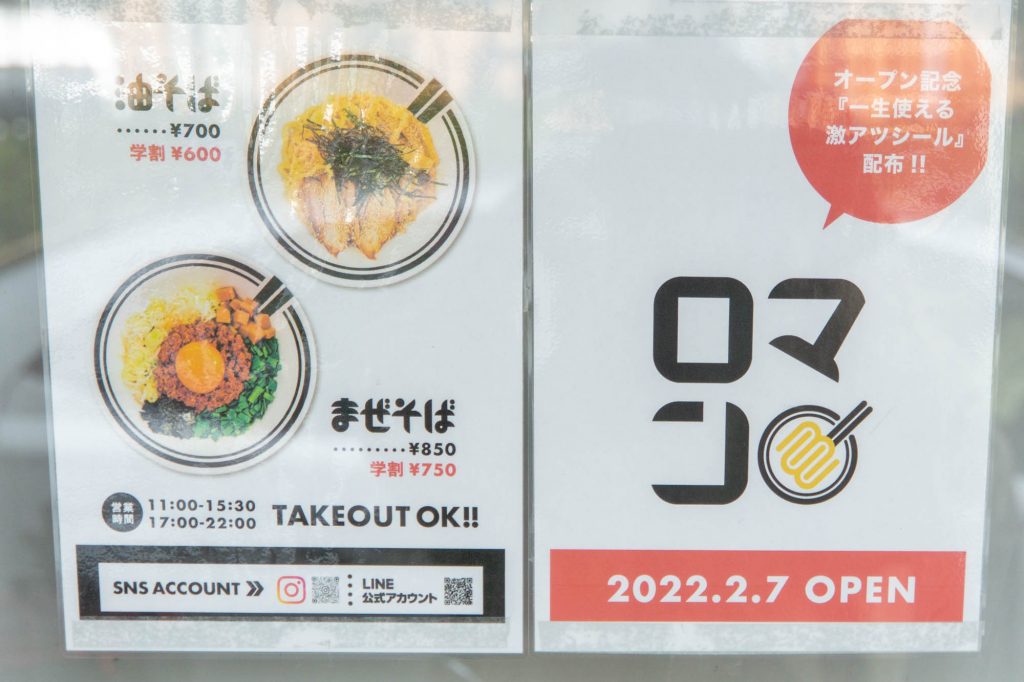 油そば
······¥700
学割 ¥600
まぜそば
·········¥850
学割 ¥750
営業
時間
11:00-15:30
17:00-22:00
TAKEOUT OK!!
SNS ACCOUNT
LINE
公式アカウント
オープン記念
『一生使える
激アツシール』
配布!!
ロマ
ン
2022.2.7 OPEN